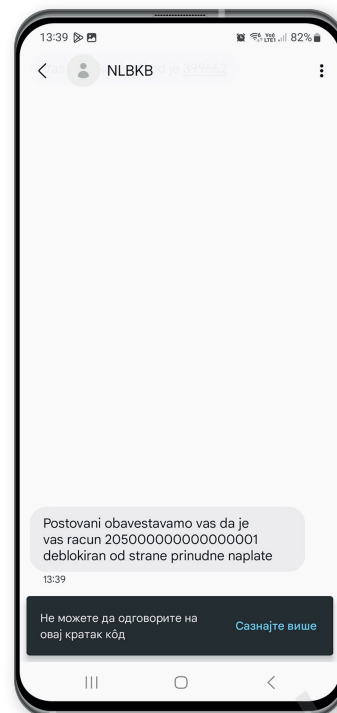 13:39
82%
NLBKB
Postovani obavestavamo vas da je
vas racun 205000000000000001
deblokiran od strane prinudne naplate
13:39
Не можете да одговорите на
овај кратак кôд
Сазнајте више